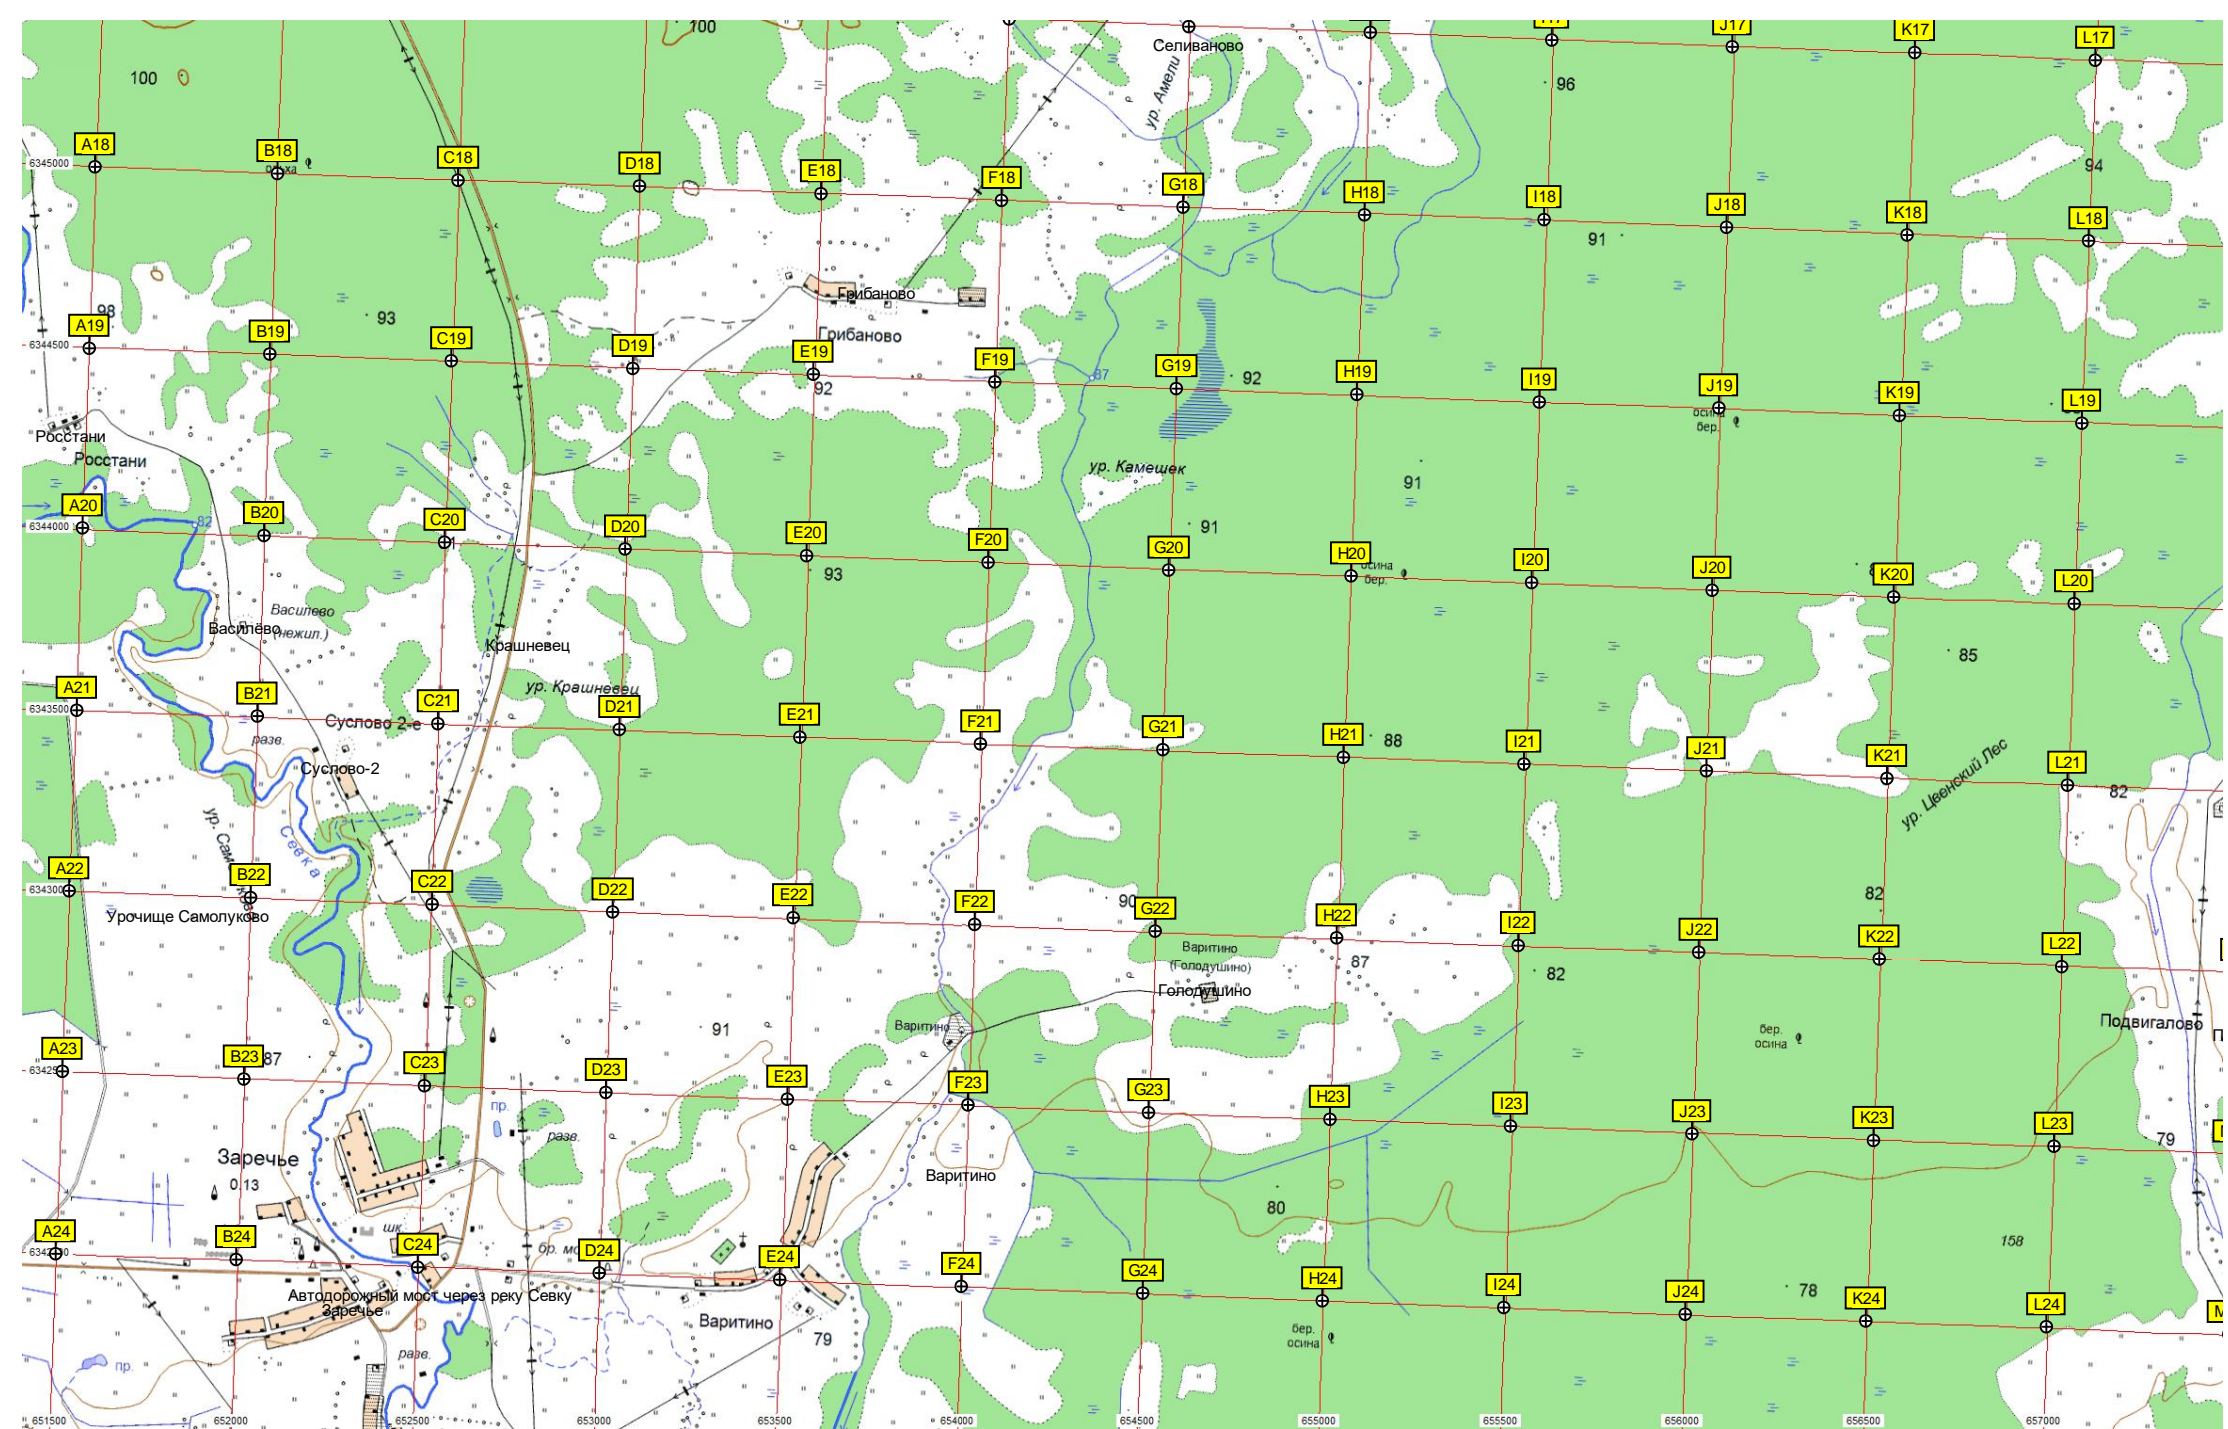 100
J17
K17
L17
Селиваново
ур. Амели
100
96
94
A18
B18
C18
D18
E18
F18
G18
H18
I18
J18
K18
L18
6345000
91
98
93
Грибаново
Грибаново
A19
B19
C19
D19
E19
F19
G19
H19
I19
J19
K19
L19
6344500
92
87
92
осина
бер.
Росстани
Росстани
ур. Камешек
91
A20
B20
C20
D20
E20
F20
G20
H20
I20
J20
K20
L20
6344000
82
91
93
осина
бер.
Василево
(нежил.)
Василёво
Крашневец
85
ур. Крашневец
A21
B21
C21
D21
E21
F21
G21
H21
I21
J21
K21
L21
6343500
Суслово 2-е
разв.
88
Суслово-2
ур. Цвенский Лес
82
Севка
A22
B22
C22
D22
E22
F22
G22
H22
I22
J22
K22
L22
90
82
Урочище Самолуково
Варитино
(Голодушино)
87
82
Голодушино
91
Варитино
бер.
осина
Подвигалово
A23
B23
C23
D23
E23
F23
G23
H23
I23
J23
K23
L23
87
пр.
разв.
79
Заречье
0.13
Варитино
80
шк.
158
A24
B24
C24
D24
E24
F24
G24
H24
I24
J24
K24
L24
78
Автодорожный мост через реку Севку
Заречье
Варитино
79
бер.
осина
разв.
пр.
651500
652000
652500
653000
653500
654000
654500
655000
655500
656000
656500
657000